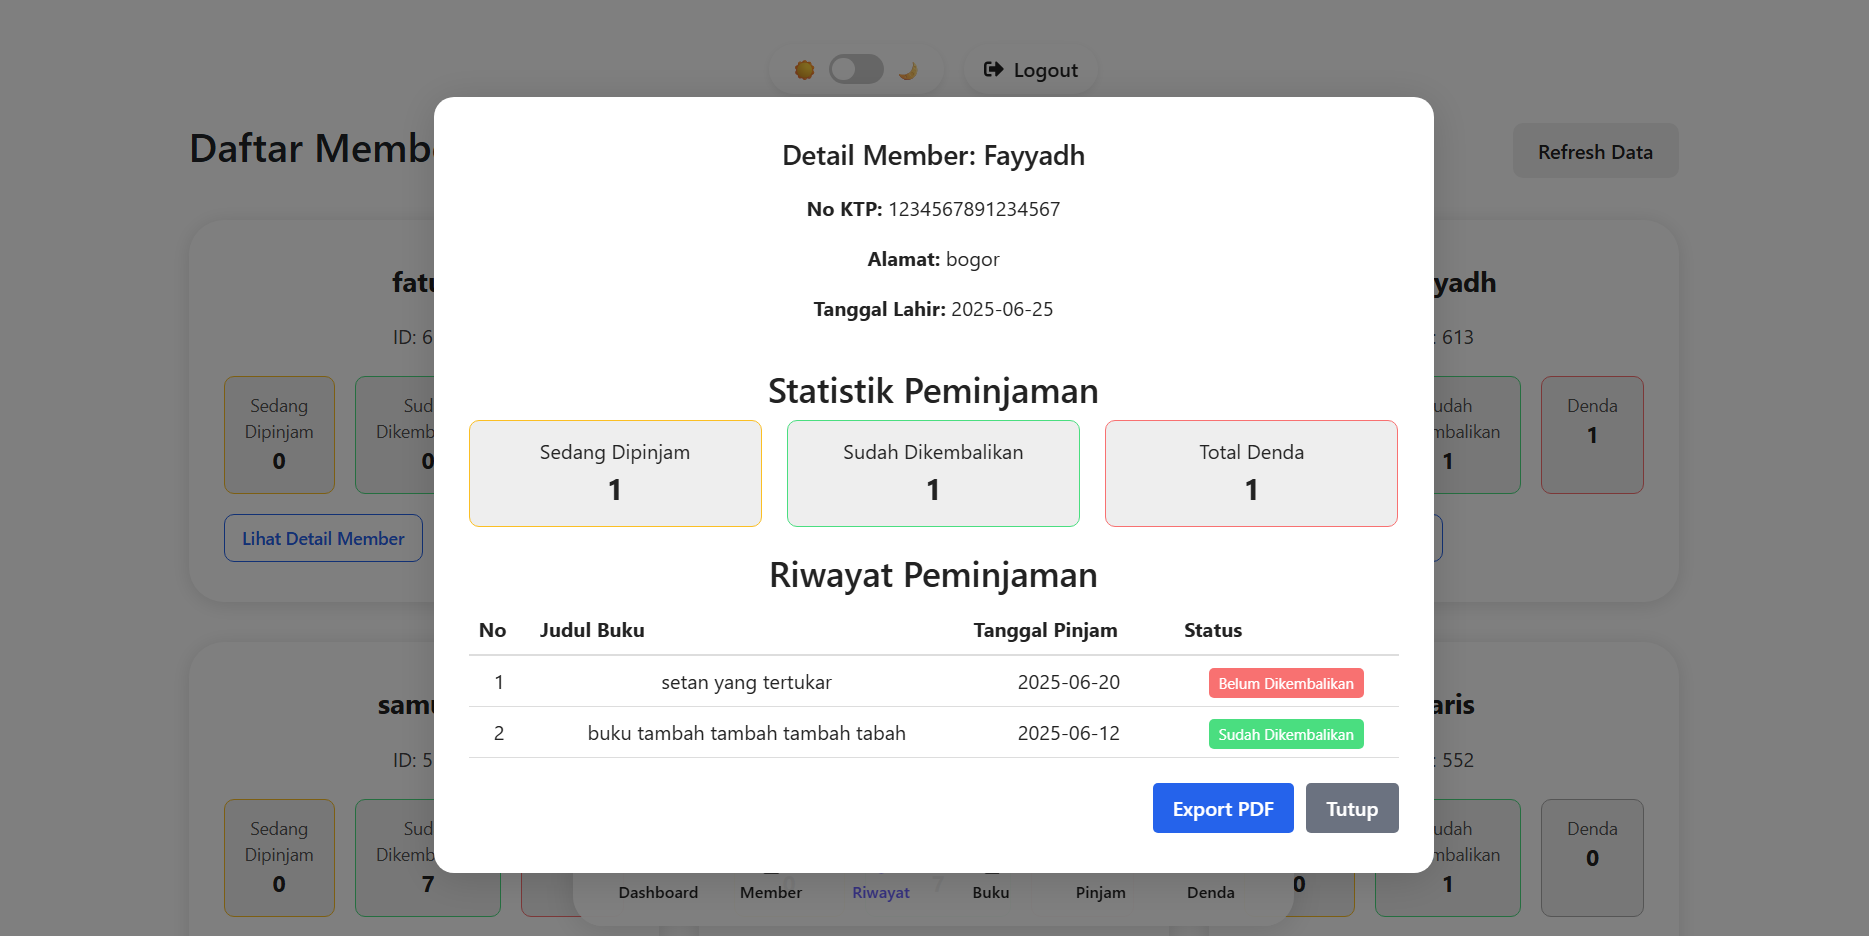 Logout
Daftar Memb
Refresh Data
Detail Member: Fayyadh
No KTP: 1234567891234567
Alamat: bogor
Tanggal Lahir: 2025-06-25
fatu
yadh
ID: 6
: 613
Sedang
Dipinjam
0
Sud
Dikemb
0
udah
mbalikan
1
Denda
1
Lihat Detail Member
Statistik Peminjaman
Sedang Dipinjam
1
Sudah Dikembalikan
1
Total Denda
1
Riwayat Peminjaman
No Judul Buku Tanggal Pinjam Status
1 setan yang tertukar 2025-06-20 Belum Dikembalikan
2 buku tambah tambah tambah tabah 2025-06-12 Sudah Dikembalikan
Export PDF
Tutup
samu
aris
ID: 5
: 552
Sedang
Dipinjam
0
Sud
Dikemb
7
0
udah
mbalikan
1
Denda
0
Dashboard Member Riwayat Buku Pinjam Denda